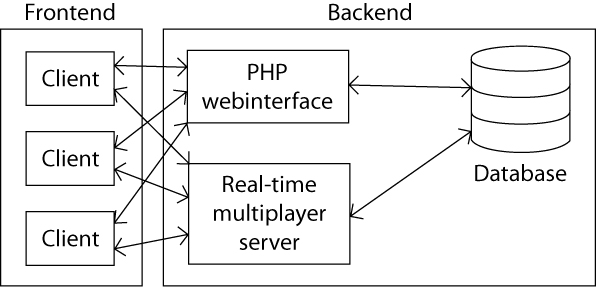 Frontend
Backend
Client
Client
Client
PHP
webinterface
Real-time
multiplayer
server
Database